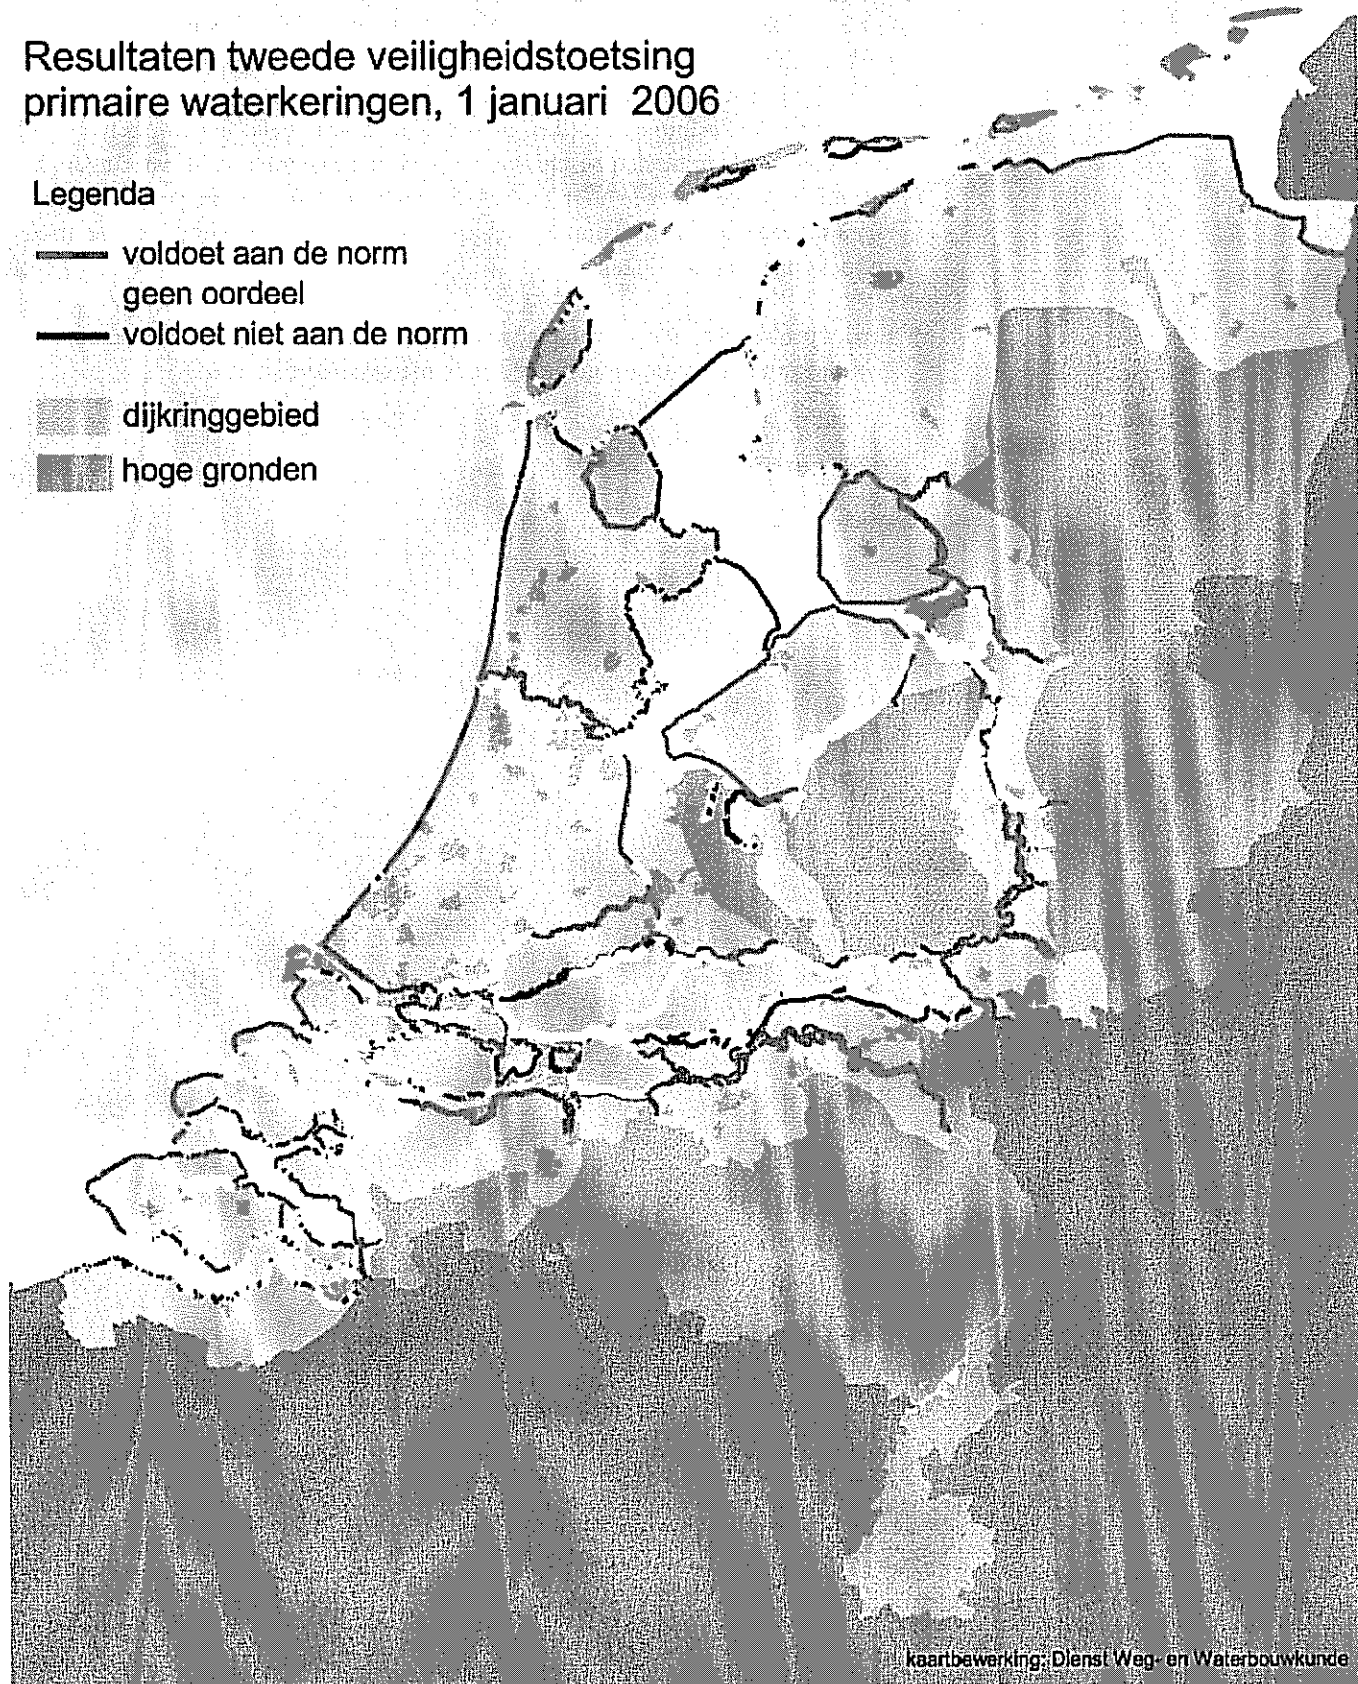 Resultaten tweede veiligheidstoetsing
primaire waterkeringen, 1 januari 2006
Legenda
voldoet aan de norm
geen oordeel
voldoet niet aan de norm
dijkringgebied
hoge gronden
kaartbewerking: Dienst Weg- en Waterbouwkunde